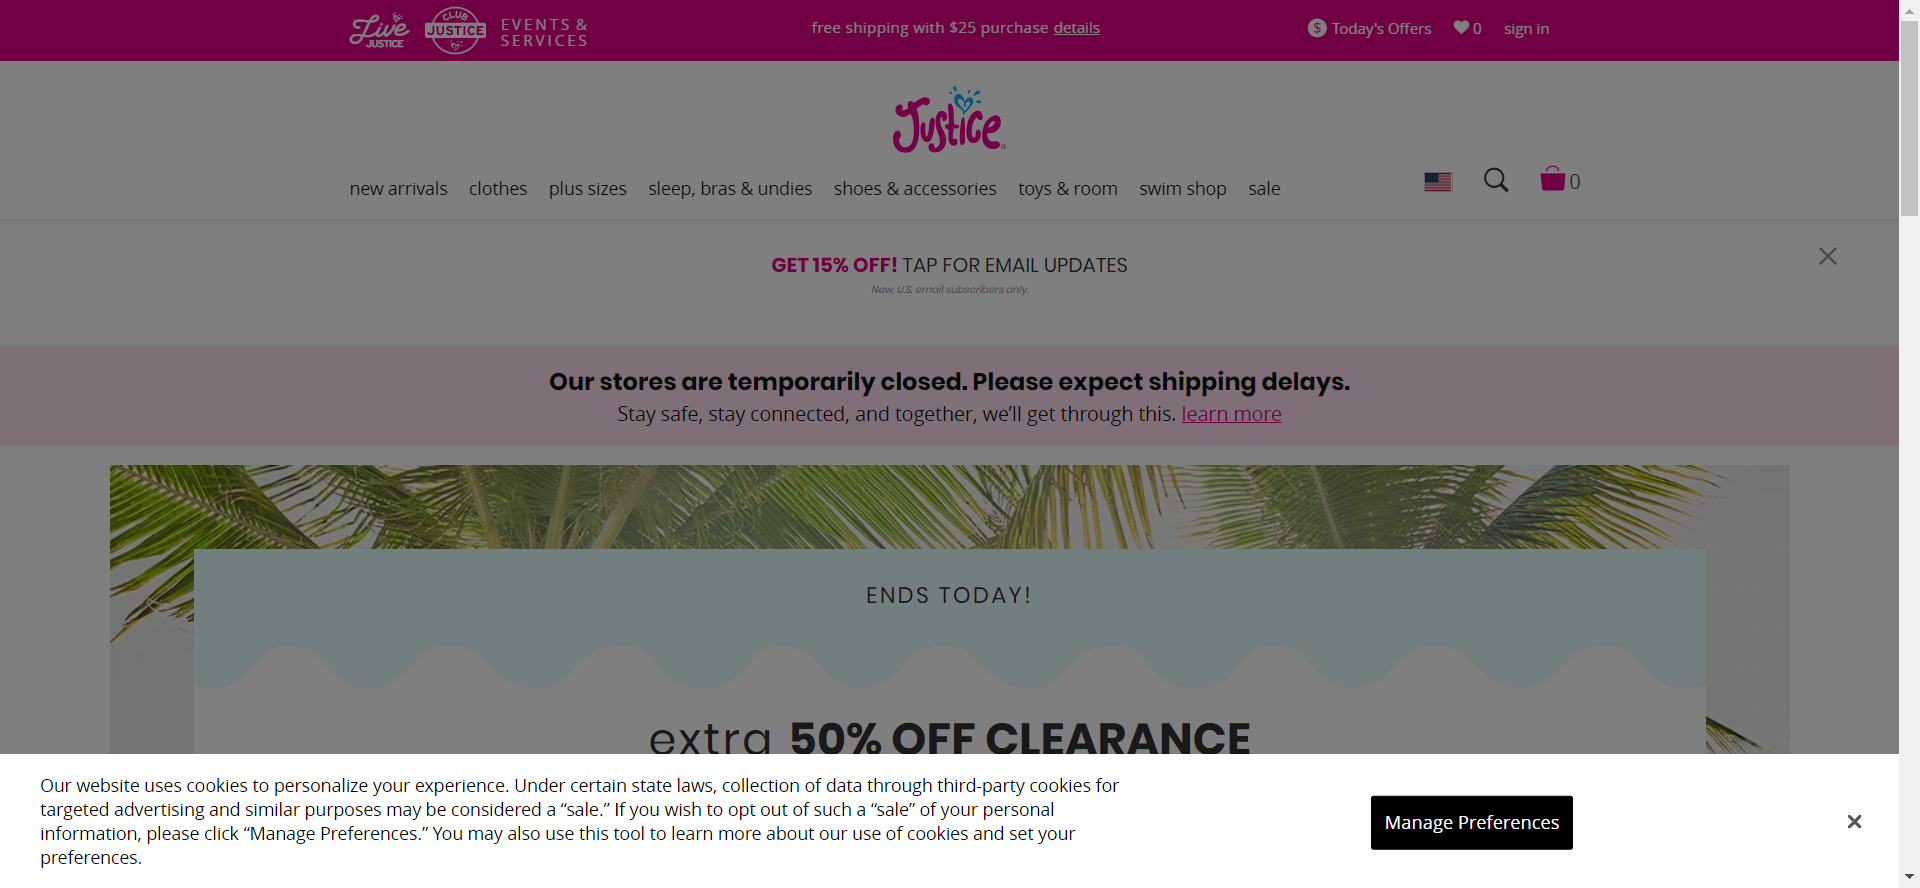 Live JUSTICE
CLUB JUSTICE
EVENTS & SERVICES
free shipping with $25 purchase details
$ Today's Offers
0
sign in
Justice
new arrivals clothes plus sizes sleep, bras & undies shoes & accessories toys & room swim shop sale
0
GET 15% OFF! TAP FOR EMAIL UPDATES
New, U.S. email subscribers only.
Our stores are temporarily closed. Please expect shipping delays.
Stay safe, stay connected, and together, we’ll get through this. learn more
ENDS TODAY!
extra 50% OFF CLEARANCE
Our website uses cookies to personalize your experience. Under certain state laws, collection of data through third-party cookies for
targeted advertising and similar purposes may be considered a “sale.” If you wish to opt out of such a “sale” of your personal
information, please click “Manage Preferences.” You may also use this tool to learn more about our use of cookies and set your
preferences.
Manage Preferences